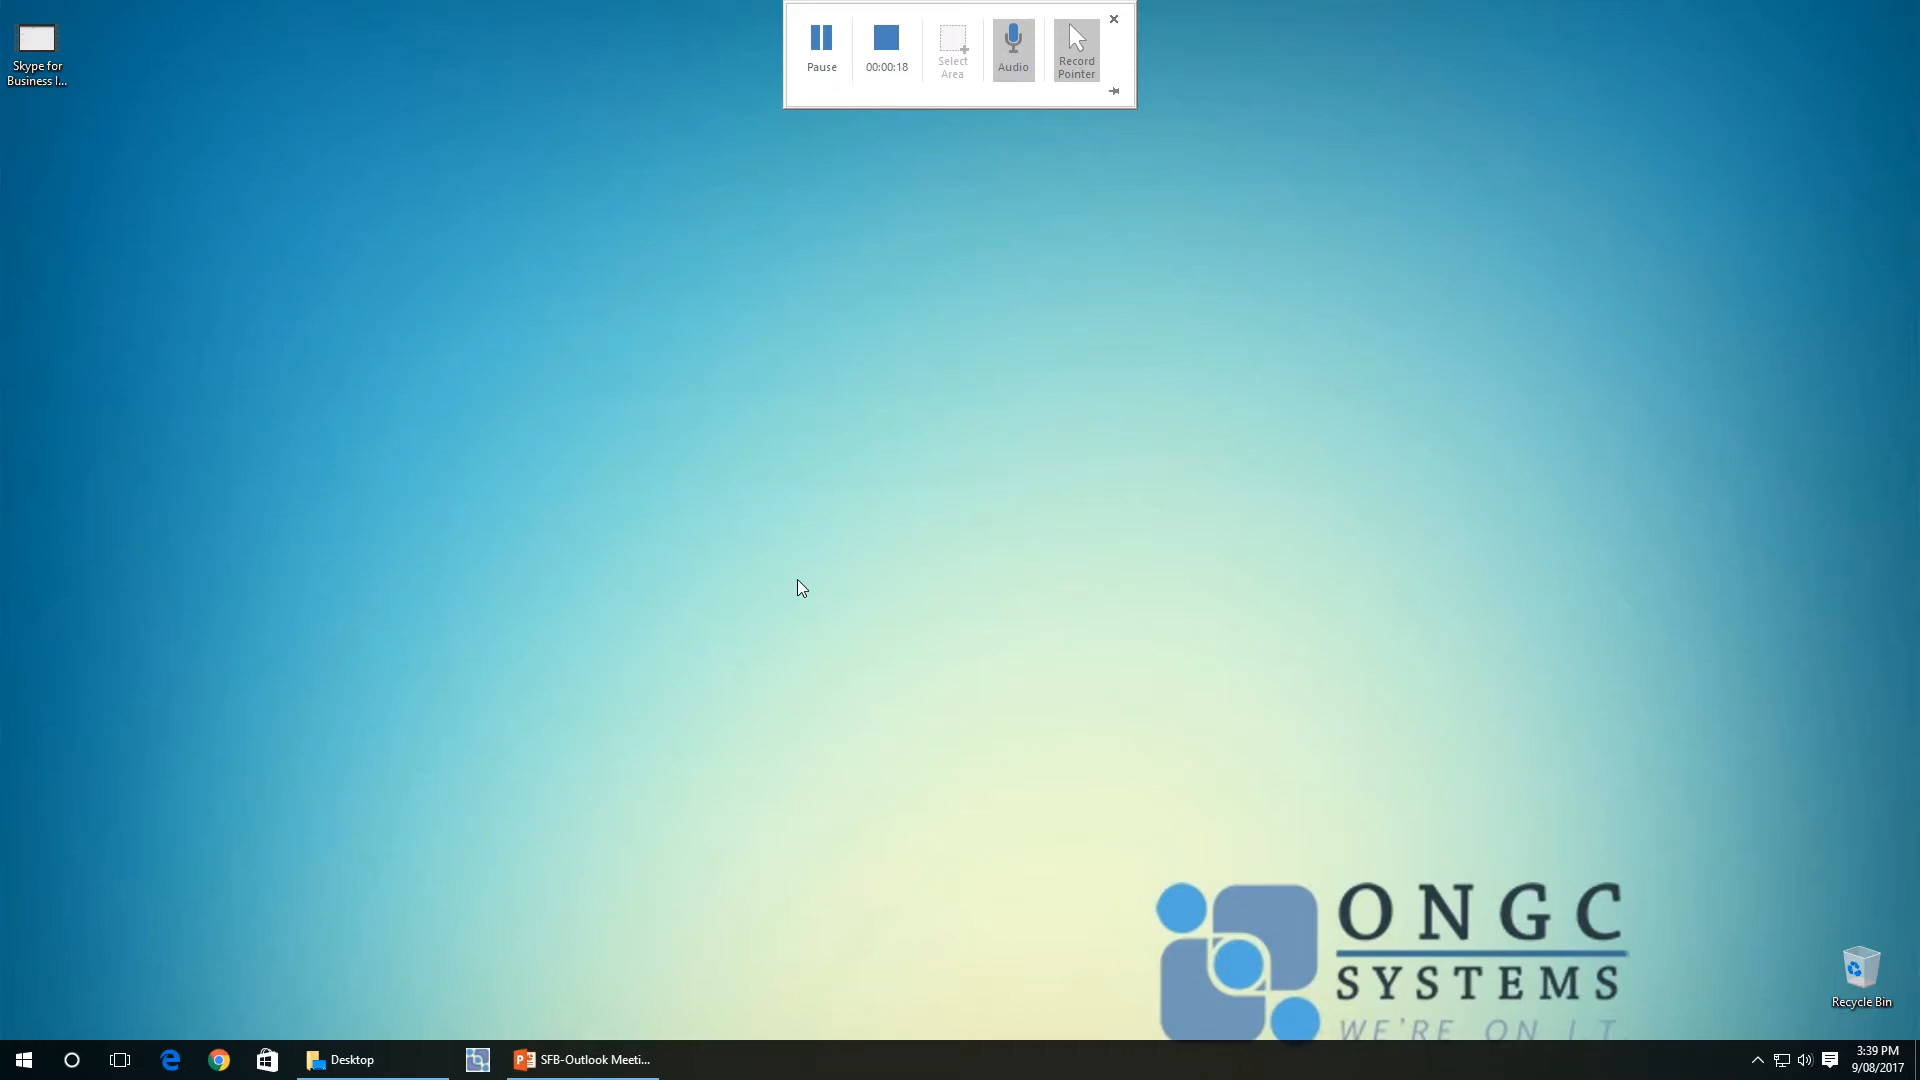 Skype for
Business I...
Pause
00:00:18
Select
Area
Audio
Record
Pointer
ONGC
SYSTEMS
WE'RE ON IT
Recycle Bin
Desktop
SFB-Outlook Meeti...
3:39 PM
9/08/2017